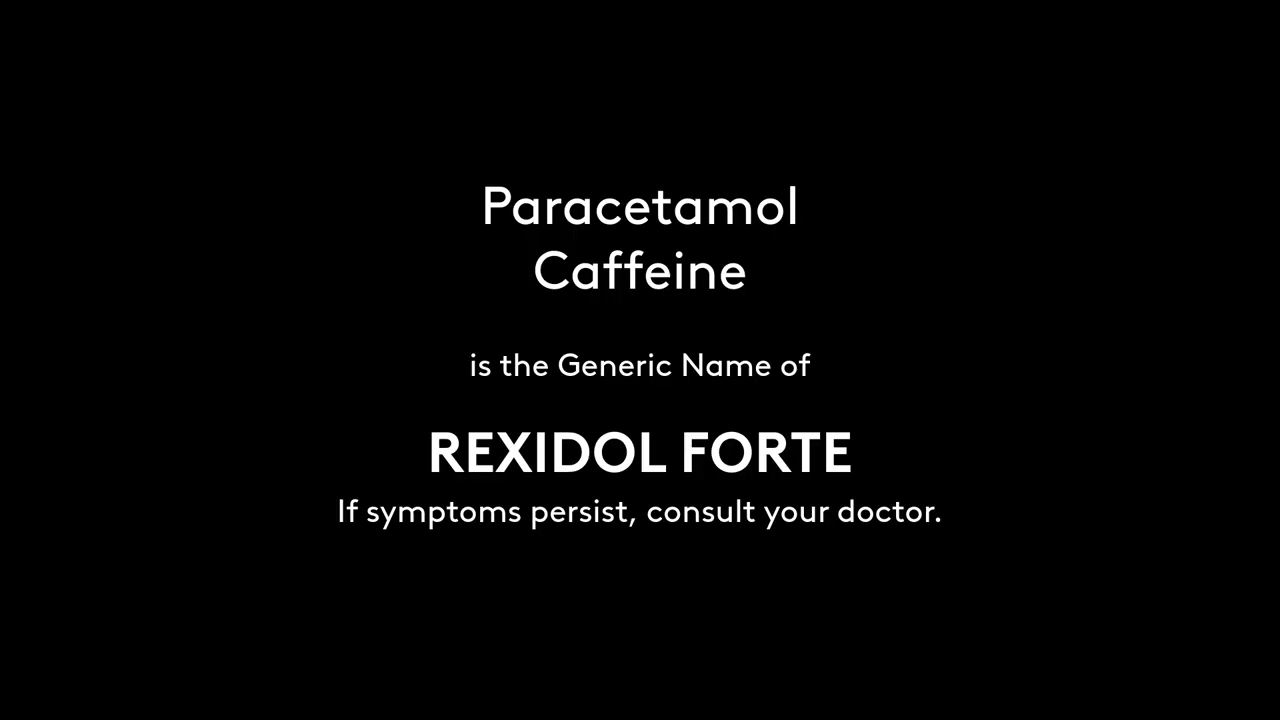 Paracetamol
Caffeine
is the Generic Name of
REXIDOL FORTE
If symptoms persist, consult your doctor.